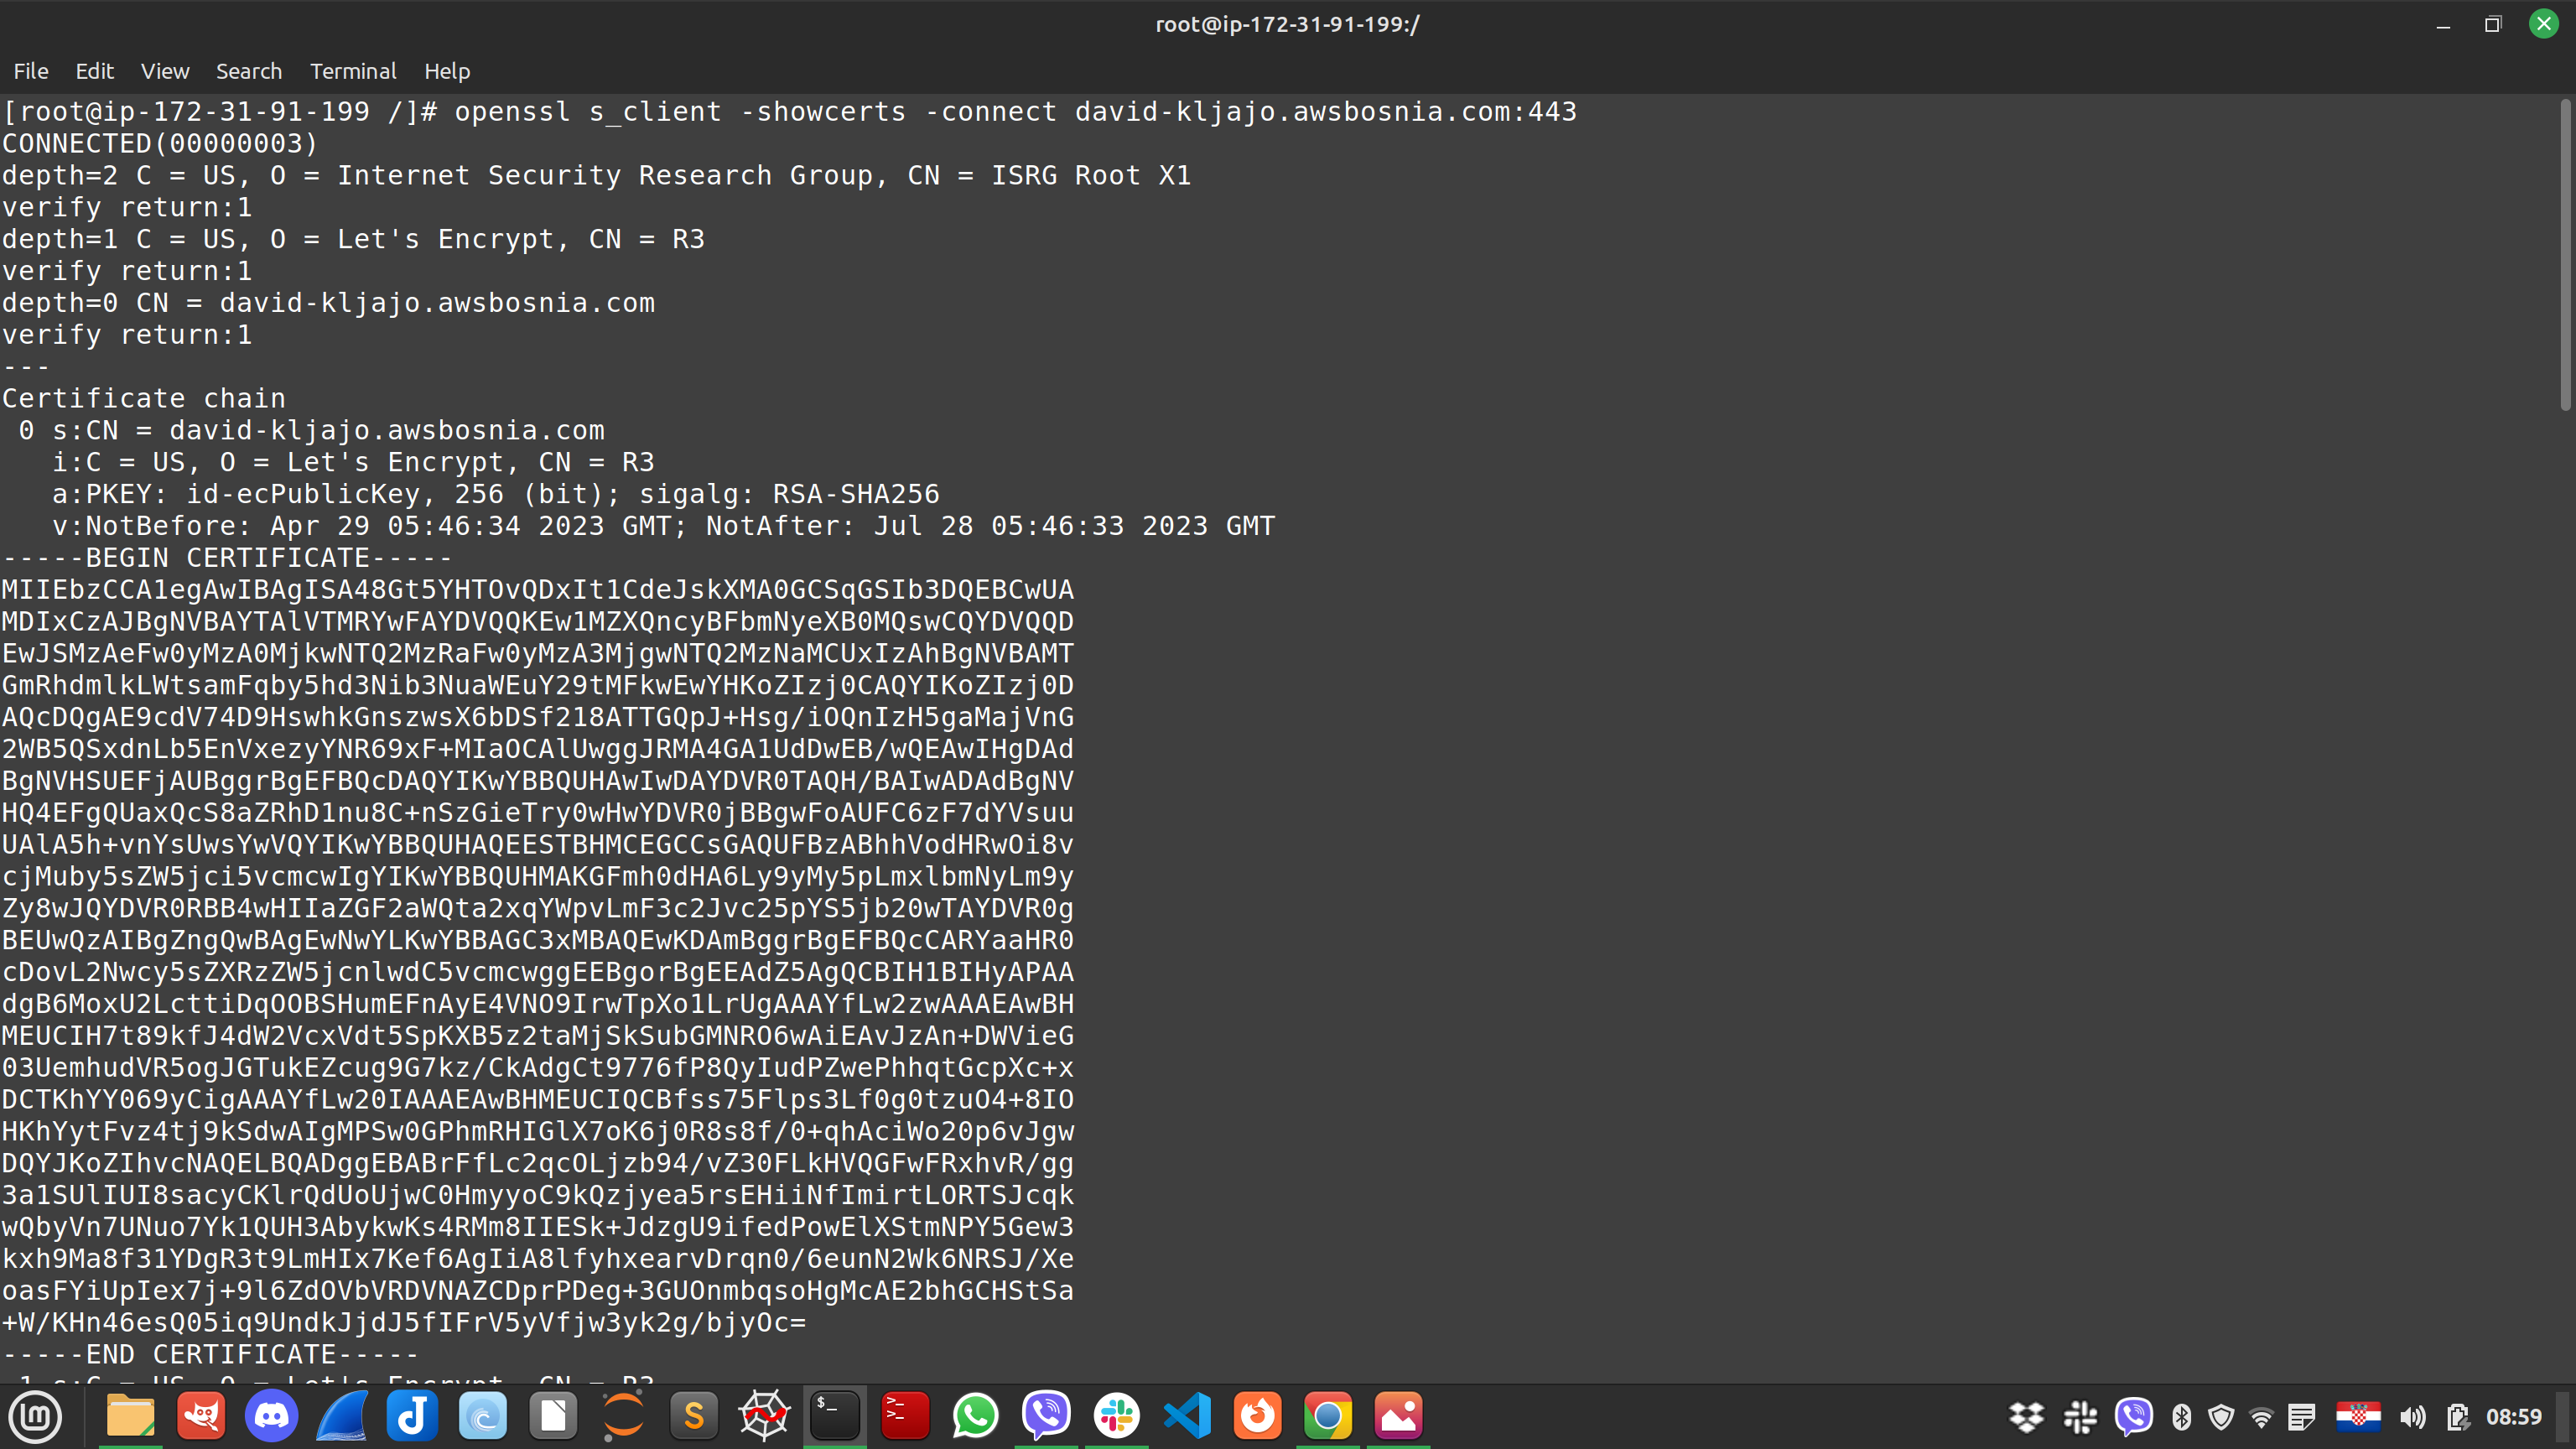 root@ip-172-31-91-199:/
File Edit View Search Terminal Help
[root@ip-172-31-91-199 /]# openssl s_client -showcerts -connect david-kljajo.awsbosnia.com:443
CONNECTED(00000003)
depth=2 C = US, O = Internet Security Research Group, CN = ISRG Root X1
verify return:1
depth=1 C = US, O = Let's Encrypt, CN = R3
verify return:1
depth=0 CN = david-kljajo.awsbosnia.com
verify return:1
---
Certificate chain
 0 s:CN = david-kljajo.awsbosnia.com
   i:C = US, O = Let's Encrypt, CN = R3
   a:PKEY: id-ecPublicKey, 256 (bit); sigalg: RSA-SHA256
   v:NotBefore: Apr 29 05:46:34 2023 GMT; NotAfter: Jul 28 05:46:33 2023 GMT
-----BEGIN CERTIFICATE-----
MIIEbzCCA1egAwIBAgISA48Gt5YHTOvQDxIt1CdeJskXMA0GCSqGSIb3DQEBCwUA
MDIxCzAJBgNVBAYTAlVTMRYwFAYDVQQKEw1MZXQncyBFbmNyeXB0MQswCQYDVQQD
EwJSMzAeFw0yMzA0MjkwNTQ2MzRaFw0yMzA3MjgwNTQ2MzNaMCUxIzAhBgNVBAMT
GmRhdmlkLWtsamFqby5hd3Nib3NuaWEuY29tMFkwEwYHKoZIzj0CAQYIKoZIzj0D
AQcDQgAE9cdV74D9HswhkGnszwsX6bDSf218ATTGQpJ+Hsg/iOQnIzH5gaMajVnG
2WB5QSxdnLb5EnVxezyYNR69xF+MIaOCAlUwggJRMA4GA1UdDwEB/wQEAwIHgDAd
BgNVHSUEFjAUBggrBgEFBQcDAQYIKwYBBQUHAwIwDAYDVR0TAQH/BAIwADAdBgNV
HQ4EFgQUaxQcS8aZRhD1nu8C+nSzGieTry0wHwYDVR0jBBgwFoAUFC6zF7dYVsuu
UAlA5h+vnYsUwsYwVQYIKwYBBQUHAQEESTBHMCEGCCsGAQUFBzABhhVodHRwOi8v
cjMuby5sZW5jci5vcmcwIgYIKwYBBQUHMAKGFmh0dHA6Ly9yMy5pLmxlbmNyLm9y
Zy8wJQYDVR0RBB4wHIIaZGF2aWQta2xqYWpvLmF3c2Jvc25pYS5jb20wTAYDVR0g
BEUwQzAIBgZngQwBAgEwNwYLKwYBBAGC3xMBAQEwKDAmBggrBgEFBQcCARYaaHR0
cDovL2Nwcy5sZXRzZW5jcnlwdC5vcmcwggEEBgorBgEEAdZ5AgQCBIH1BIHyAPAA
dgB6MoxU2LcttiDqOOBSHumEFnAyE4VNO9IrwTpXo1LrUgAAAYfLw2zwAAAEAwBH
MEUCIH7t89kfJ4dW2VcxVdt5SpKXB5z2taMjSkSubGMNRO6wAiEAvJzAn+DWVieG
03UemhudVR5ogJGTukEZcug9G7kz/CkAdgCt9776fP8QyIudPZwePhhqtGcpXc+x
DCTKhYY069yCigAAAYfLw20IAAAEAwBHMEUCIQCBfss75Flps3Lf0g0tzuO4+8IO
HKhYytFvz4tj9kSdwAIgMPSw0GPhmRHIGlX7oK6j0R8s8f/0+qhAciWo20p6vJgw
DQYJKoZIhvcNAQELBQADggEBABrFfLc2qcOLjzb94/vZ30FLkHVQGFwFRxhvR/gg
3a1SUlIUI8sacyCKlrQdUoUjwC0HmyyoC9kQzjyea5rsEHiiNfImirtLORTSJcqk
wQbyVn7UNuo7Yk1QUH3AbykwKs4RMm8IIESk+JdzgU9ifedPowElXStmNPY5Gew3
kxh9Ma8f31YDgR3t9LmHIx7Kef6AgIiA8lfyhxearvDrqn0/6eunN2Wk6NRSJ/Xe
oasFYiUpIex7j+9l6ZdOVbVRDVNAZCDprPDeg+3GUOnmbqsoHgMcAE2bhGCHStSa
+W/KHn46esQ05iq9UndkJjdJ5fIFrV5yVfjw3yk2g/bjyOc=
-----END CERTIFICATE-----
 1 s:C = US, O = Let's Encrypt, CN = R3
08:59